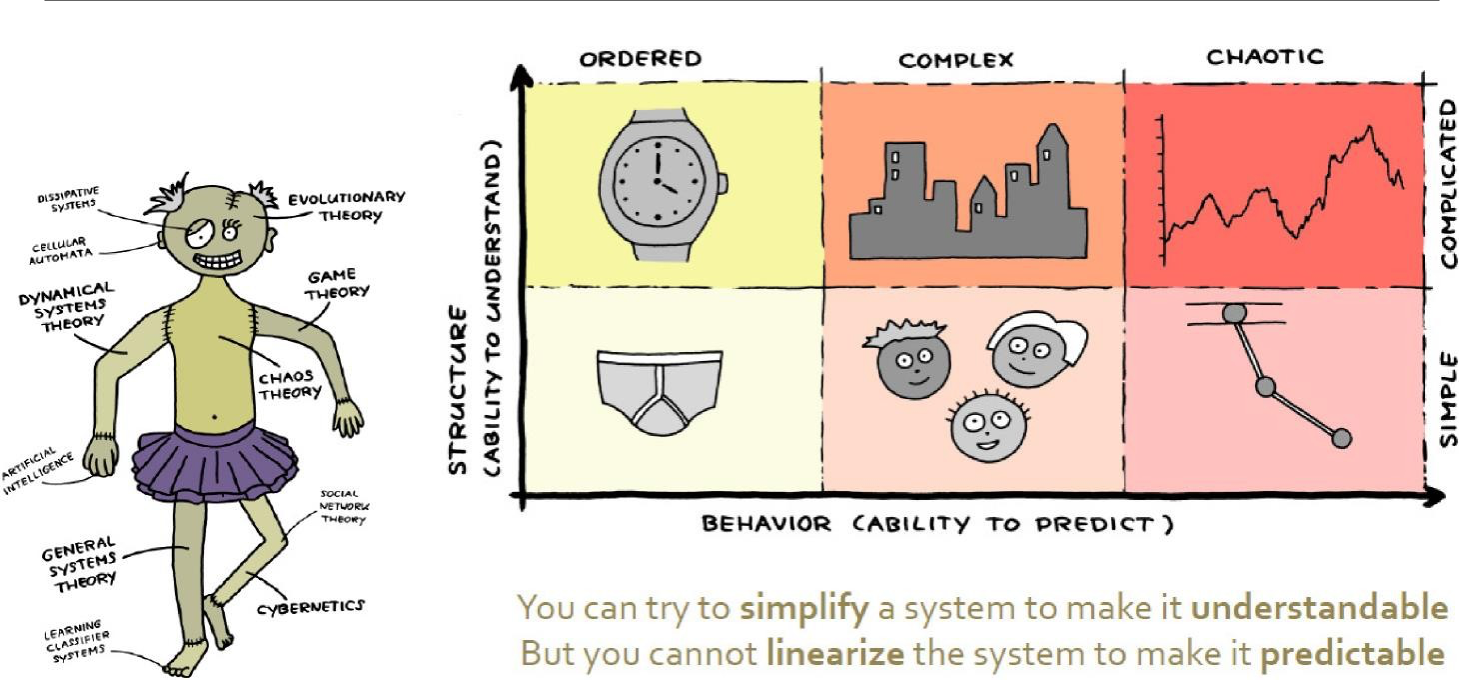 DISSIPATIVE
SYSTEMS
EVOLUTIONARY
THEORY
CELLULAR
AUTOMATA
GAME
THEORY
DYNAMICAL
SYSTEMS
THEORY
CHAOS
THEORY
ARTIFICIAL
INTELLIGENCE
SOCIAL
NETWORK
THEORY
GENERAL
SYSTEMS
THEORY
CYBERNETICS
LEARNING
CLASSIFIER
SYSTEMS
ORDERED
COMPLEX
CHAOTIC
STRUCTURE
(ABILITY TO UNDERSTAND)
COMPLICATED
SIMPLE
BEHAVIOR (ABILITY TO PREDICT)
You can try to simplify a system to make it understandable
But you cannot linearize the system to make it predictable